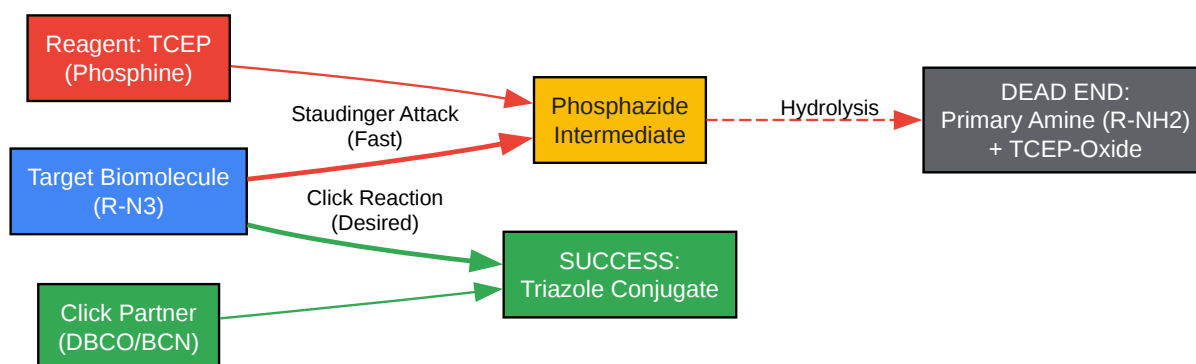 Reagent: TCEP
(Phosphine)
Staudinger Attack
(Fast)
Target Biomolecule
(R-N3)
Click Reaction
(Desired)
Click Partner
(DBCO/BCN)
Phosphazide
Intermediate
SUCCESS:
Triazole Conjugate
Hydrolysis
DEAD END:
Primary Amine (R-NH2)
+ TCEP-Oxide